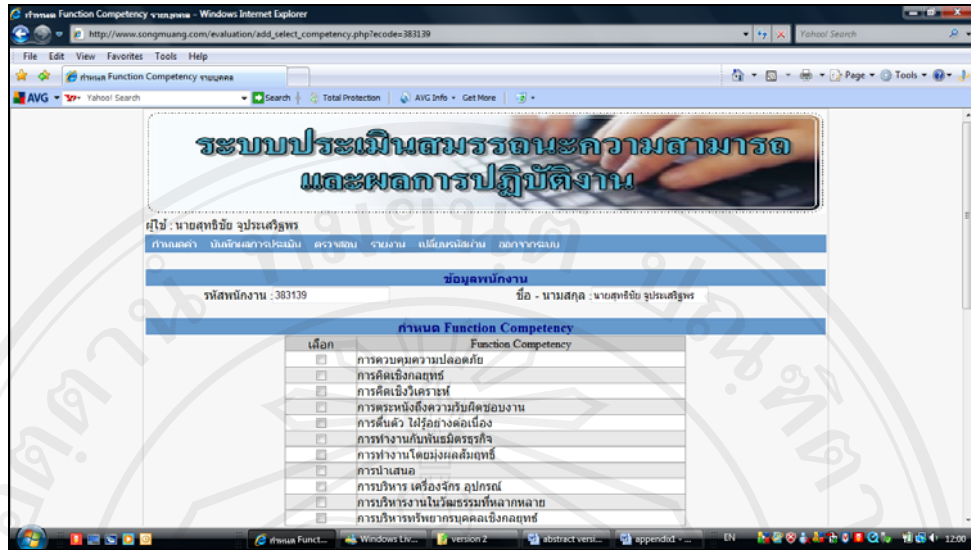 กำหนด Function Competency รายบุคคล - Windows Internet Explorer
http://www.songmuang.com/evaluation/add_select_competency.php?ecode=383139
Yahoo! Search
File Edit View Favorites Tools Help
กำหนด Function Competency รายบุคคล
Page Tools Help
AVG Yahoo! Search Search Total Protection AVG Info Get More
ระบบประเมินสมรรถนะความสามารถ
และผลการปฏิบัติงาน
ผู้ใช้ : นายสุทธิชัย จูประเสริฐพร
กำหนดค่า บันทึกผลการประเมิน ตรวจสอบ รายงาน เปลี่ยนรหัสผ่าน ออกจากระบบ
ข้อมูลพนักงาน
รหัสพนักงาน : 383139 ชื่อ - นามสกุล : นายสุทธิชัย จูประเสริฐพร
กำหนด Function Competency
เลือก Function Competency
การควบคุมความปลอดภัย
การคิดเชิงกลยุทธ์
การคิดเชิงวิเคราะห์
การตระหนักถึงความรับผิดชอบงาน
การตื่นตัว ใฝ่รู้อย่างต่อเนื่อง
การทำงานกับพันธมิตรธุรกิจ
การทำงานโดยมุ่งผลสัมฤทธิ์
การนำเสนอ
การบริหาร เครื่องจักร อุปกรณ์
การบริหารงานในวัฒธรรมที่หลากหลาย
การบริหารทรัพยากรบุคคลเชิงกลยุทธ์
กำหนด Funct... Windows Liv... version 2 abstract versi... appendix1 - ... EN 12:00